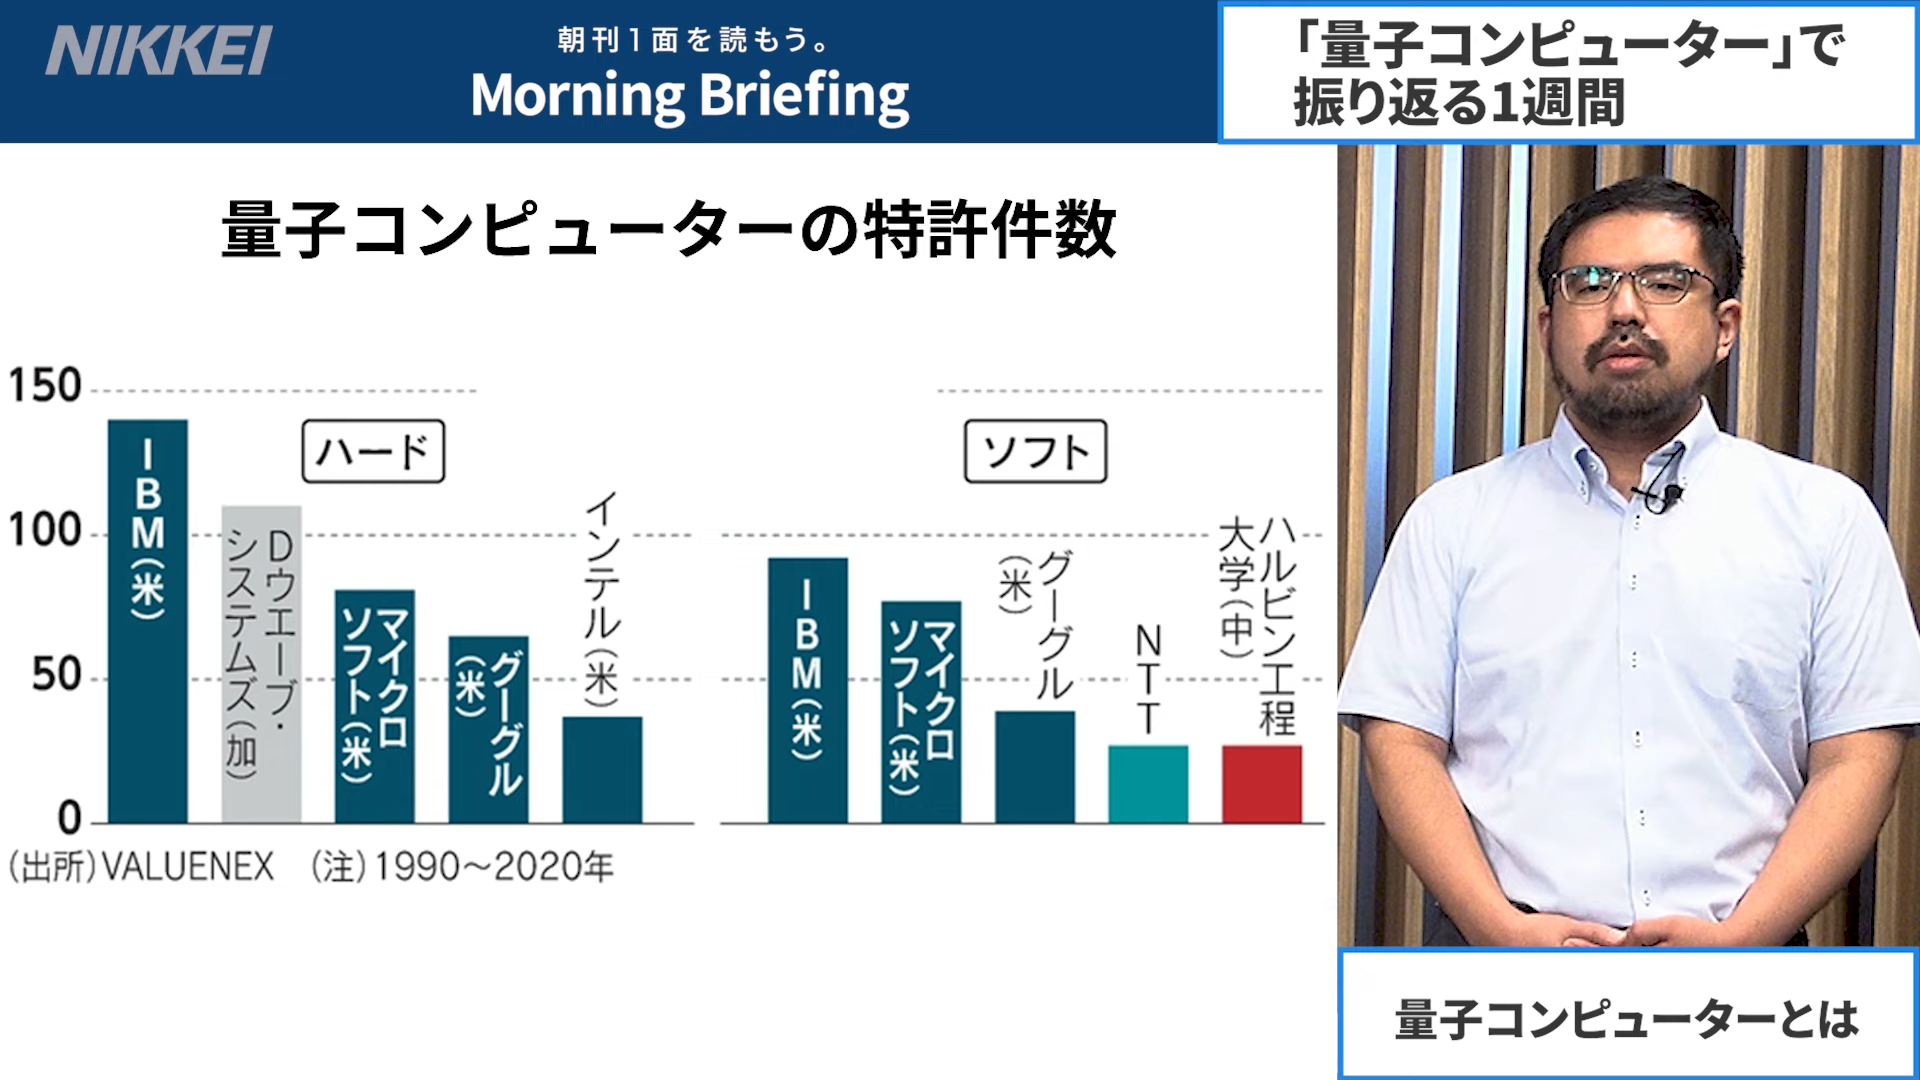 NIKKEI
朝刊1面を読もう。
Morning Briefing
「量子コンピューター」で
振り返る1週間
量子コンピューターの特許件数
150
100
50
0
ハード
IBM(米)
Dウエーブ・
システムズ(加)
マイクロ
ソフト(米)
グーグル
(米)
インテル(米)
ソフト
IBM(米)
マイクロ
ソフト(米)
グーグル
(米)
NTT
ハルビン工程
大学(中)
(出所)VALUENEX (注)1990～2020年
量子コンピューターとは